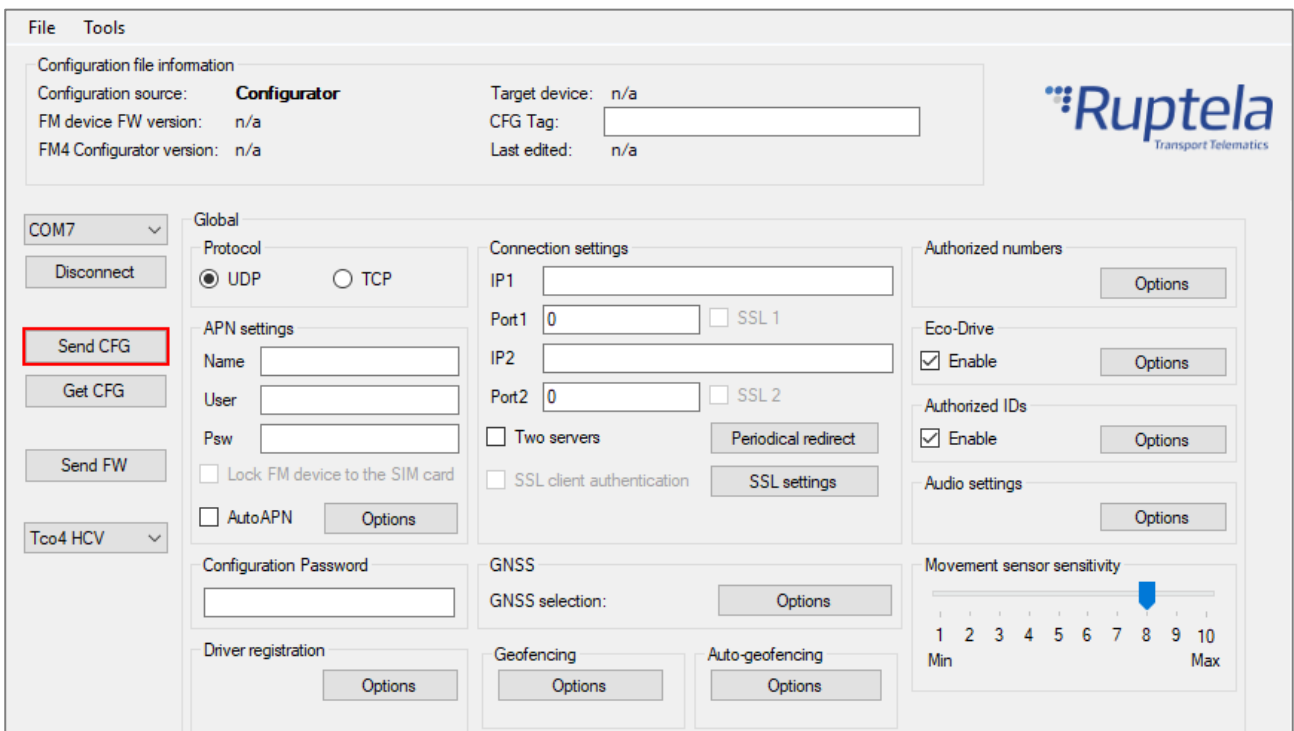 File Tools
Configuration file information
Configuration source: Configurator
Target device: n/a
FM device FW version: n/a
CFG Tag:
FM4 Configurator version: n/a
Last edited: n/a
Ruptela
Transport Telematics
COM7
Disconnect
Send CFG
Get CFG
Send FW
Tco4 HCV
Global
Protocol
UDP TCP
APN settings
Name
User
Psw
Lock FM device to the SIM card
AutoAPN Options
Configuration Password
Driver registration
Options
Connection settings
IP1
Port1 0 SSL 1
IP2
Port2 0 SSL 2
Two servers Periodical redirect
SSL client authentication SSL settings
GNSS
GNSS selection: Options
Geofencing
Options
Auto-geofencing
Options
Authorized numbers
Options
Eco-Drive
Enable Options
Authorized IDs
Enable Options
Audio settings
Options
Movement sensor sensitivity
1 2 3 4 5 6 7 8 9 10
Min Max